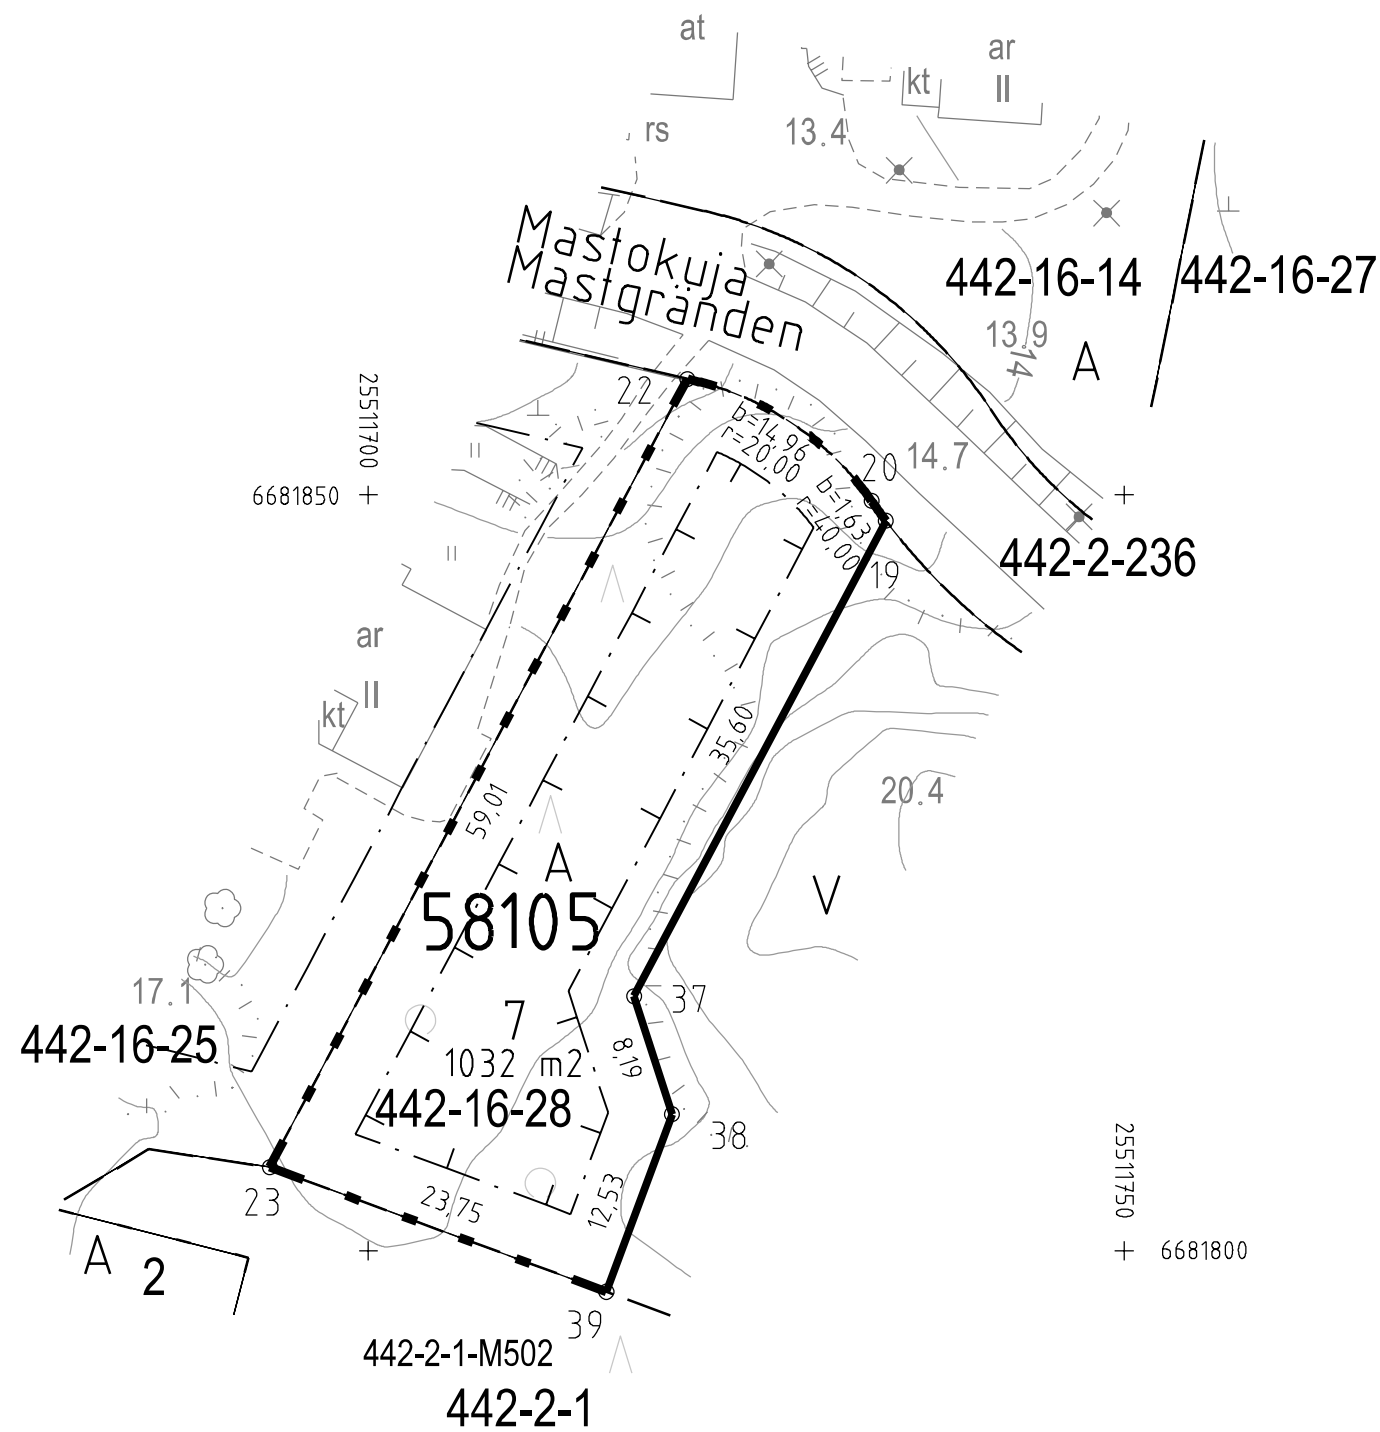 at
ar
II
kt
rs
13.4
Mastokuja
Mastgränden
442-16-14
442-16-27
13.9
14
A
22
b=14,96
r=20,00
20
14.7
25511700
6681850
b=1,63
r=40,00
19
442-2-236
ar
II
kt
35,60
59,01
20.4
A
58105
V
17.1
442-16-25
7
1032 m2
442-16-28
37
8,19
38
12,53
23
23,75
25511750
6681800
A
2
39
442-2-1-M502
442-2-1